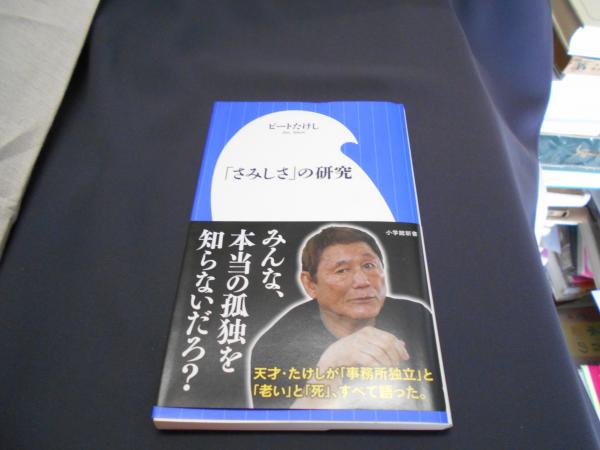 ビートたけし
「さみしさ」の研究
小学館新書
みんな、
本当の孤独を
知らないだろ?
天才・たけしが「事務所独立」と
「老い」と「死」、すべて語った。